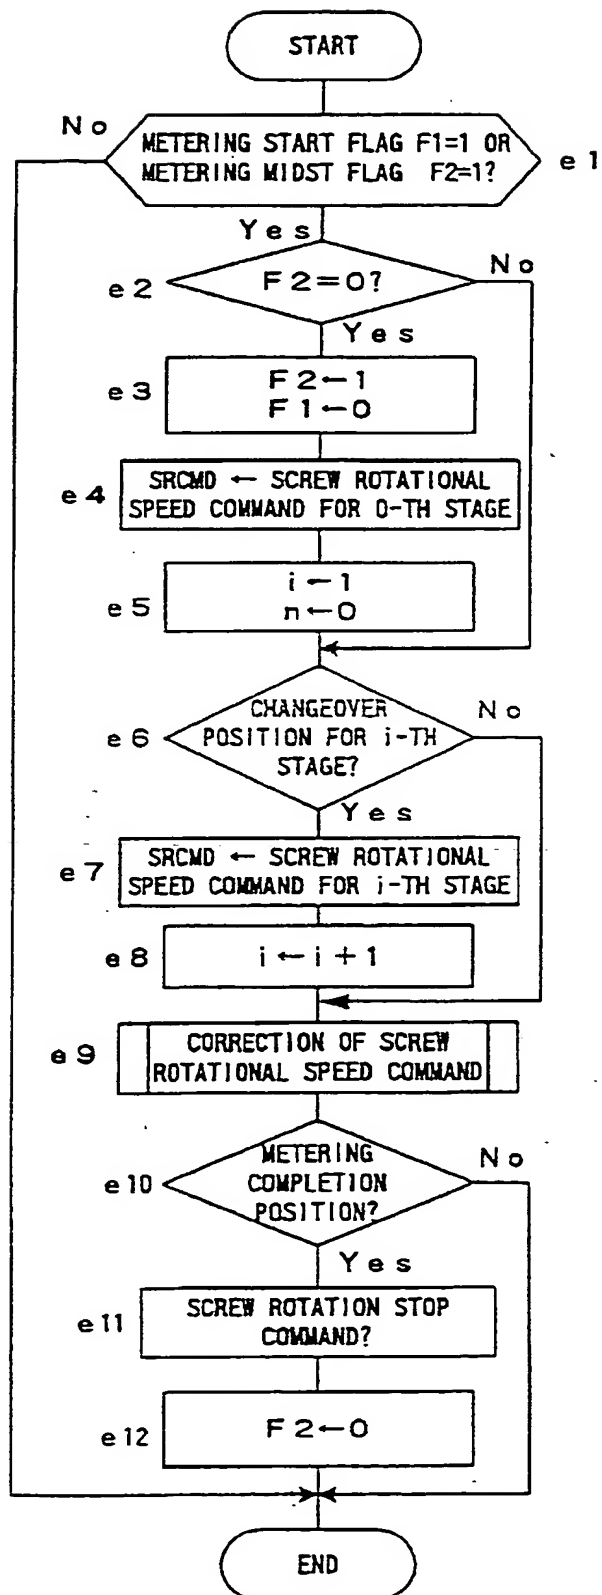 START
No
METERING START FLAG F1=1 OR
METERING MIDST FLAG F2=1?
e1
Yes
e2
F2=0?
No
Yes
e3
F2←1
F1←0
e4
SRCMD ← SCREW ROTATIONAL
SPEED COMMAND FOR 0-TH STAGE
e5
i←1
n←0
e6
CHANGEOVER
POSITION FOR i-TH
STAGE?
No
Yes
e7
SRCMD ← SCREW ROTATIONAL
SPEED COMMAND FOR i-TH STAGE
e8
i←i+1
e9
CORRECTION OF SCREW
ROTATIONAL SPEED COMMAND
e10
METERING
COMPLETION
POSITION?
No
Yes
e11
SCREW ROTATION STOP
COMMAND?
e12
F2←0
END